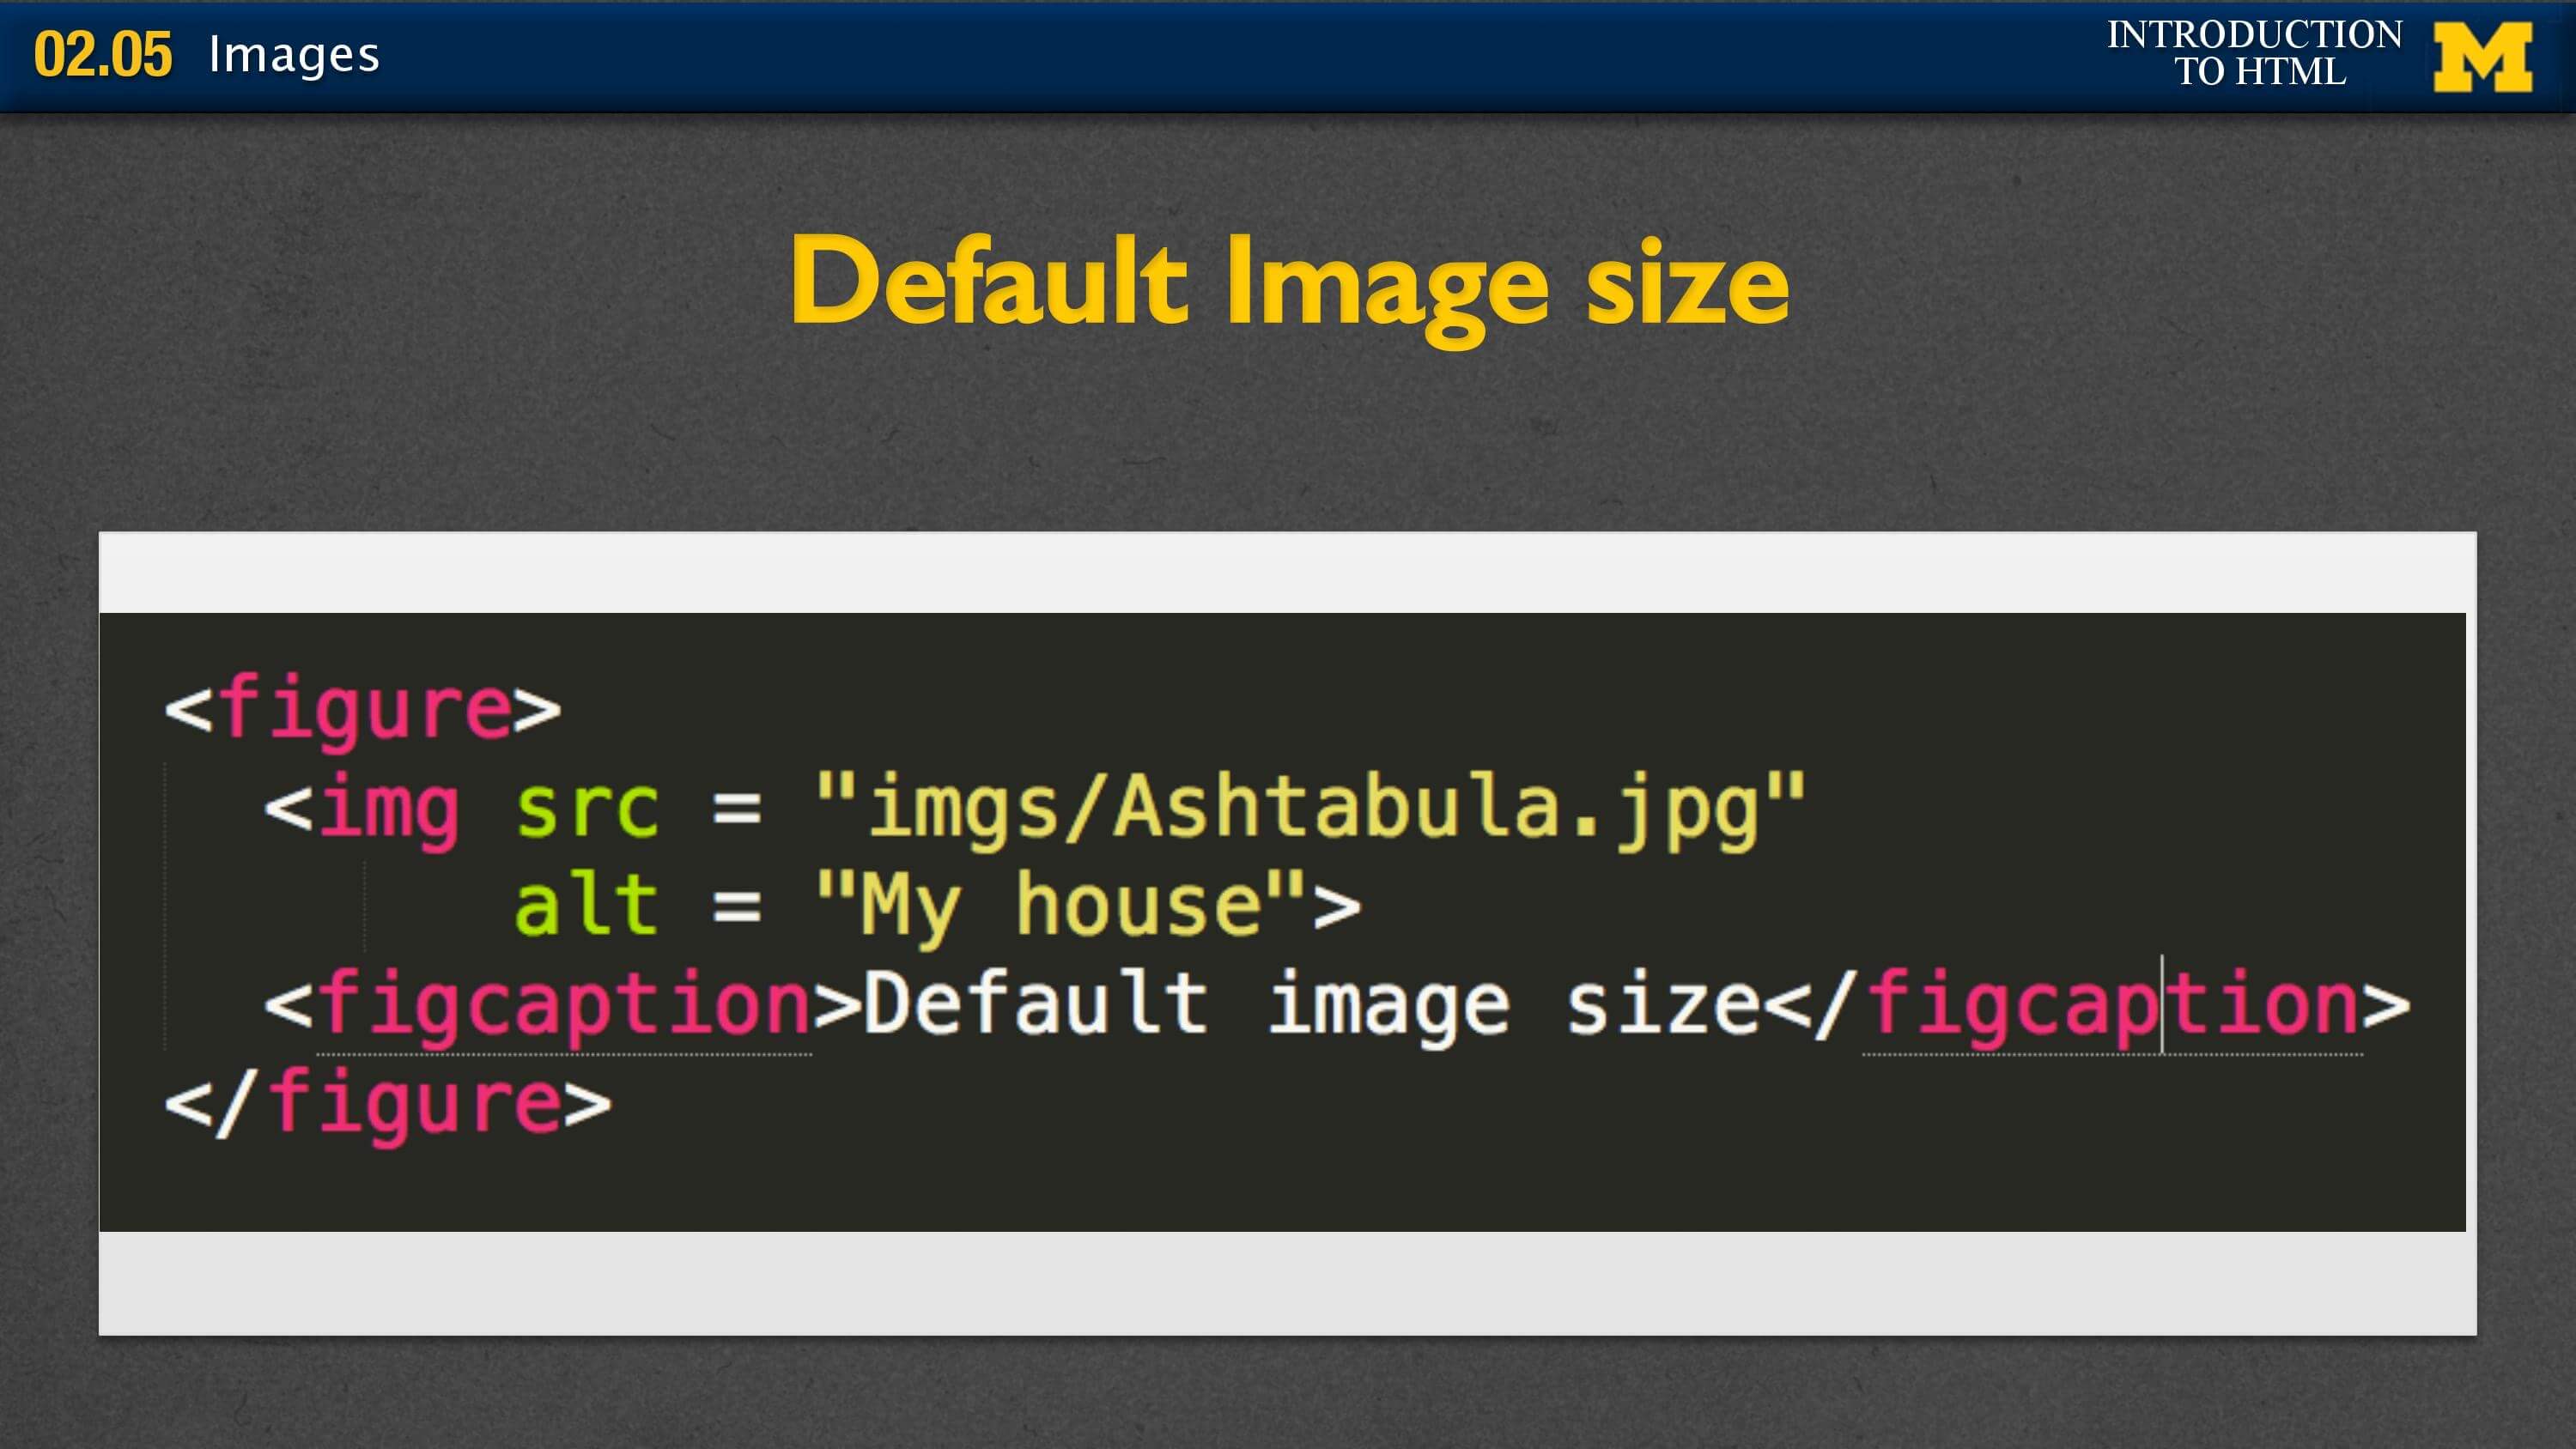 02.05 Images
INTRODUCTION
TO HTML
M
Default Image size
<figure>
<img src = "imgs/Ashtabula.jpg"
alt = "My house">
<figcaption>Default image size</figcaption>
</figure>